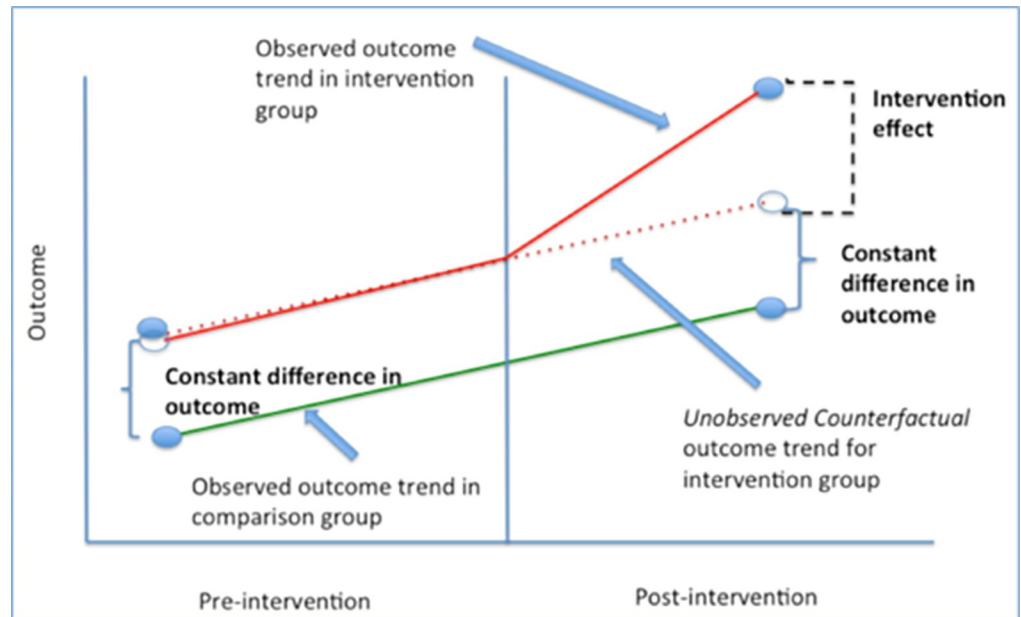 Observed outcome
trend in intervention
group
Intervention
effect
Outcome
Constant difference in
outcome
Constant difference in
outcome
Unobserved Counterfactual
outcome trend for
intervention group
Observed outcome trend in
comparison group
Pre-intervention
Post-intervention